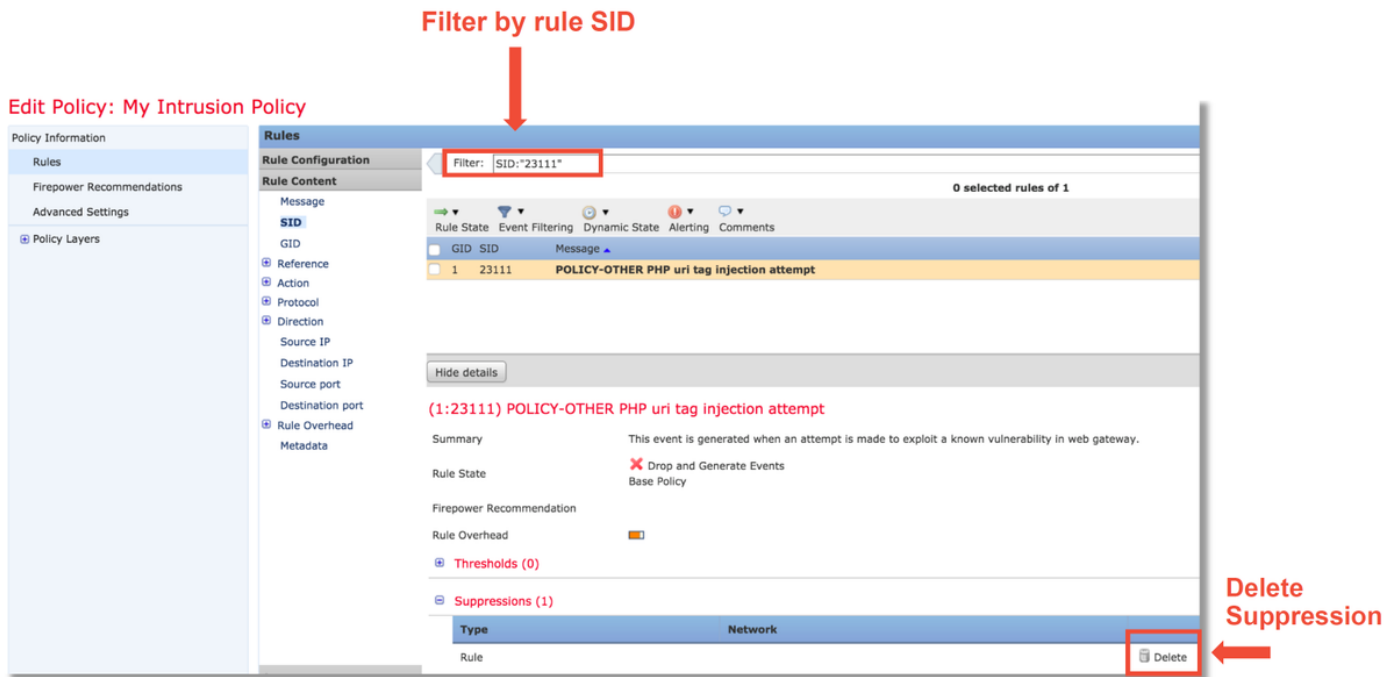 Filter by rule SID
Edit Policy: My Intrusion Policy
Policy Information
Rules
Firepower Recommendations
Advanced Settings
Policy Layers
Rules
Rule Configuration
Rule Content
Message
SID
GID
Reference
Action
Protocol
Direction
Source IP
Destination IP
Source port
Destination port
Rule Overhead
Metadata
Filter: SID:"23111"
0 selected rules of 1
Rule State Event Filtering Dynamic State Alerting Comments
GID SID Message
1 23111 POLICY-OTHER PHP uri tag injection attempt
Hide details
(1:23111) POLICY-OTHER PHP uri tag injection attempt
Summary This event is generated when an attempt is made to exploit a known vulnerability in web gateway.
Rule State Drop and Generate Events
Base Policy
Firepower Recommendation
Rule Overhead
Thresholds (0)
Suppressions (1)
Type Network
Rule Delete
Delete
Suppression